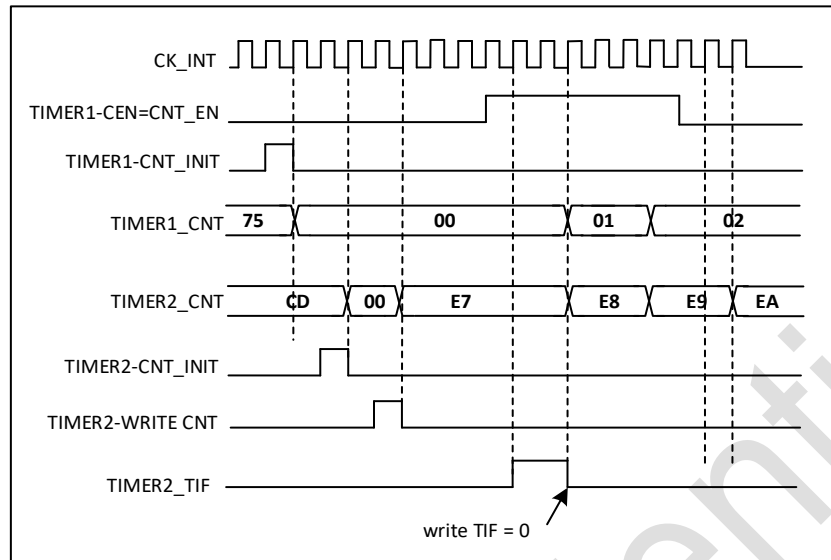 CK_INT
TIMER1-CEN=CNT_EN
TIMER1-CNT_INIT
TIMER1_CNT 75 00 01 02
TIMER2_CNT CD 00 E7 E8 E9 EA
TIMER2-CNT_INIT
TIMER2-WRITE CNT
TIMER2_TIF
write TIF = 0